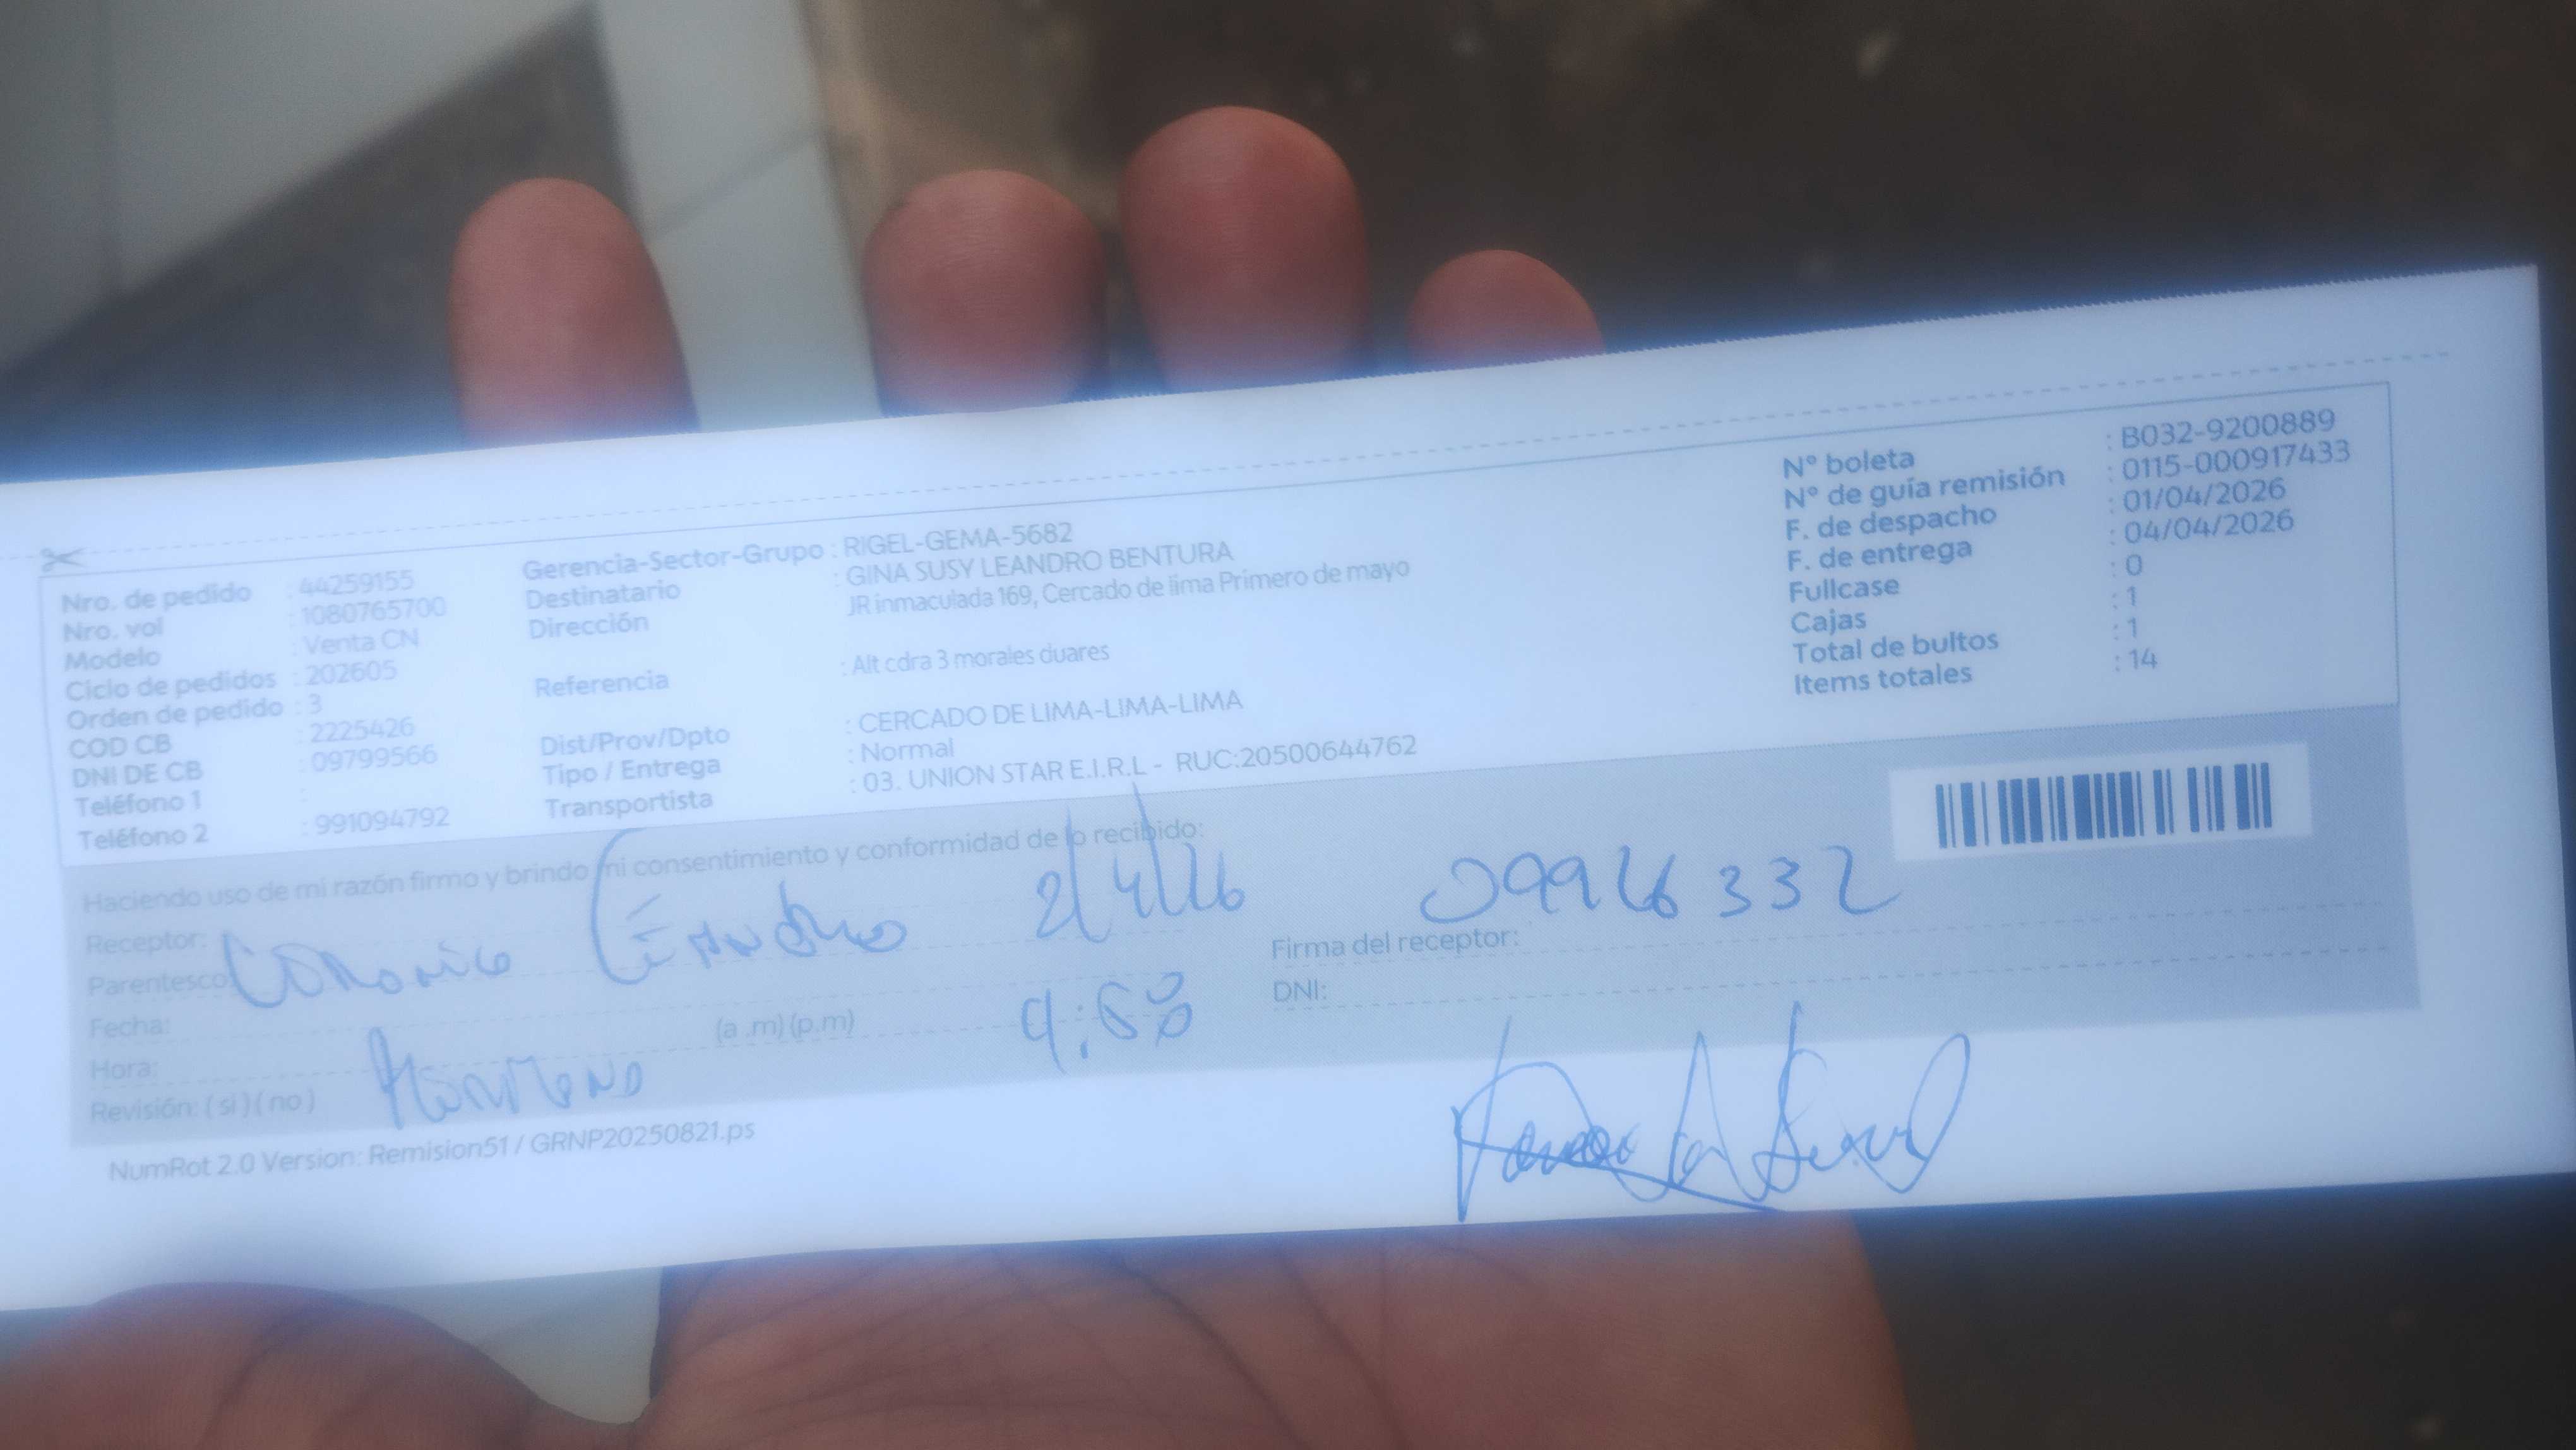 Nro. de pedido : 44259155
Nro. vol : 1080765700
Modelo : Venta CN
Ciclo de pedidos : 202605
Orden de pedido : 3
COD CB : 2225426
DNI DE CB : 09799566
Teléfono 1 :
Teléfono 2 : 991094792
Gerencia-Sector-Grupo : RIGEL-GEMA-5682
Destinatario : GINA SUSY LEANDRO BENTURA
Dirección JR inmaculada 169, Cercado de lima Primero de mayo
Referencia : Alt cdra 3 morales duares
Dist/Prov/Dpto : CERCADO DE LIMA-LIMA-LIMA
Tipo / Entrega : Normal
Transportista : 03. UNION STAR E.I.R.L - RUC:20500644762
N° boleta : B032-9200889
N° de guía remisión : 0115-000917433
F. de despacho : 01/04/2026
F. de entrega : 04/04/2026
Fullcase : 0
Cajas : 1
Total de bultos : 1
Items totales : 14
Haciendo uso de mi razón firmo y brindo mi consentimiento y conformidad de lo recibido:
Receptor: 2/4/26
Parentesco:
Fecha:
Hora: (a .m) (p.m)
Revisión: ( si ) ( no )
09926332
Firma del receptor:
DNI:
NumRot 2.0 Version: Remision51 / GRNP20250821.ps